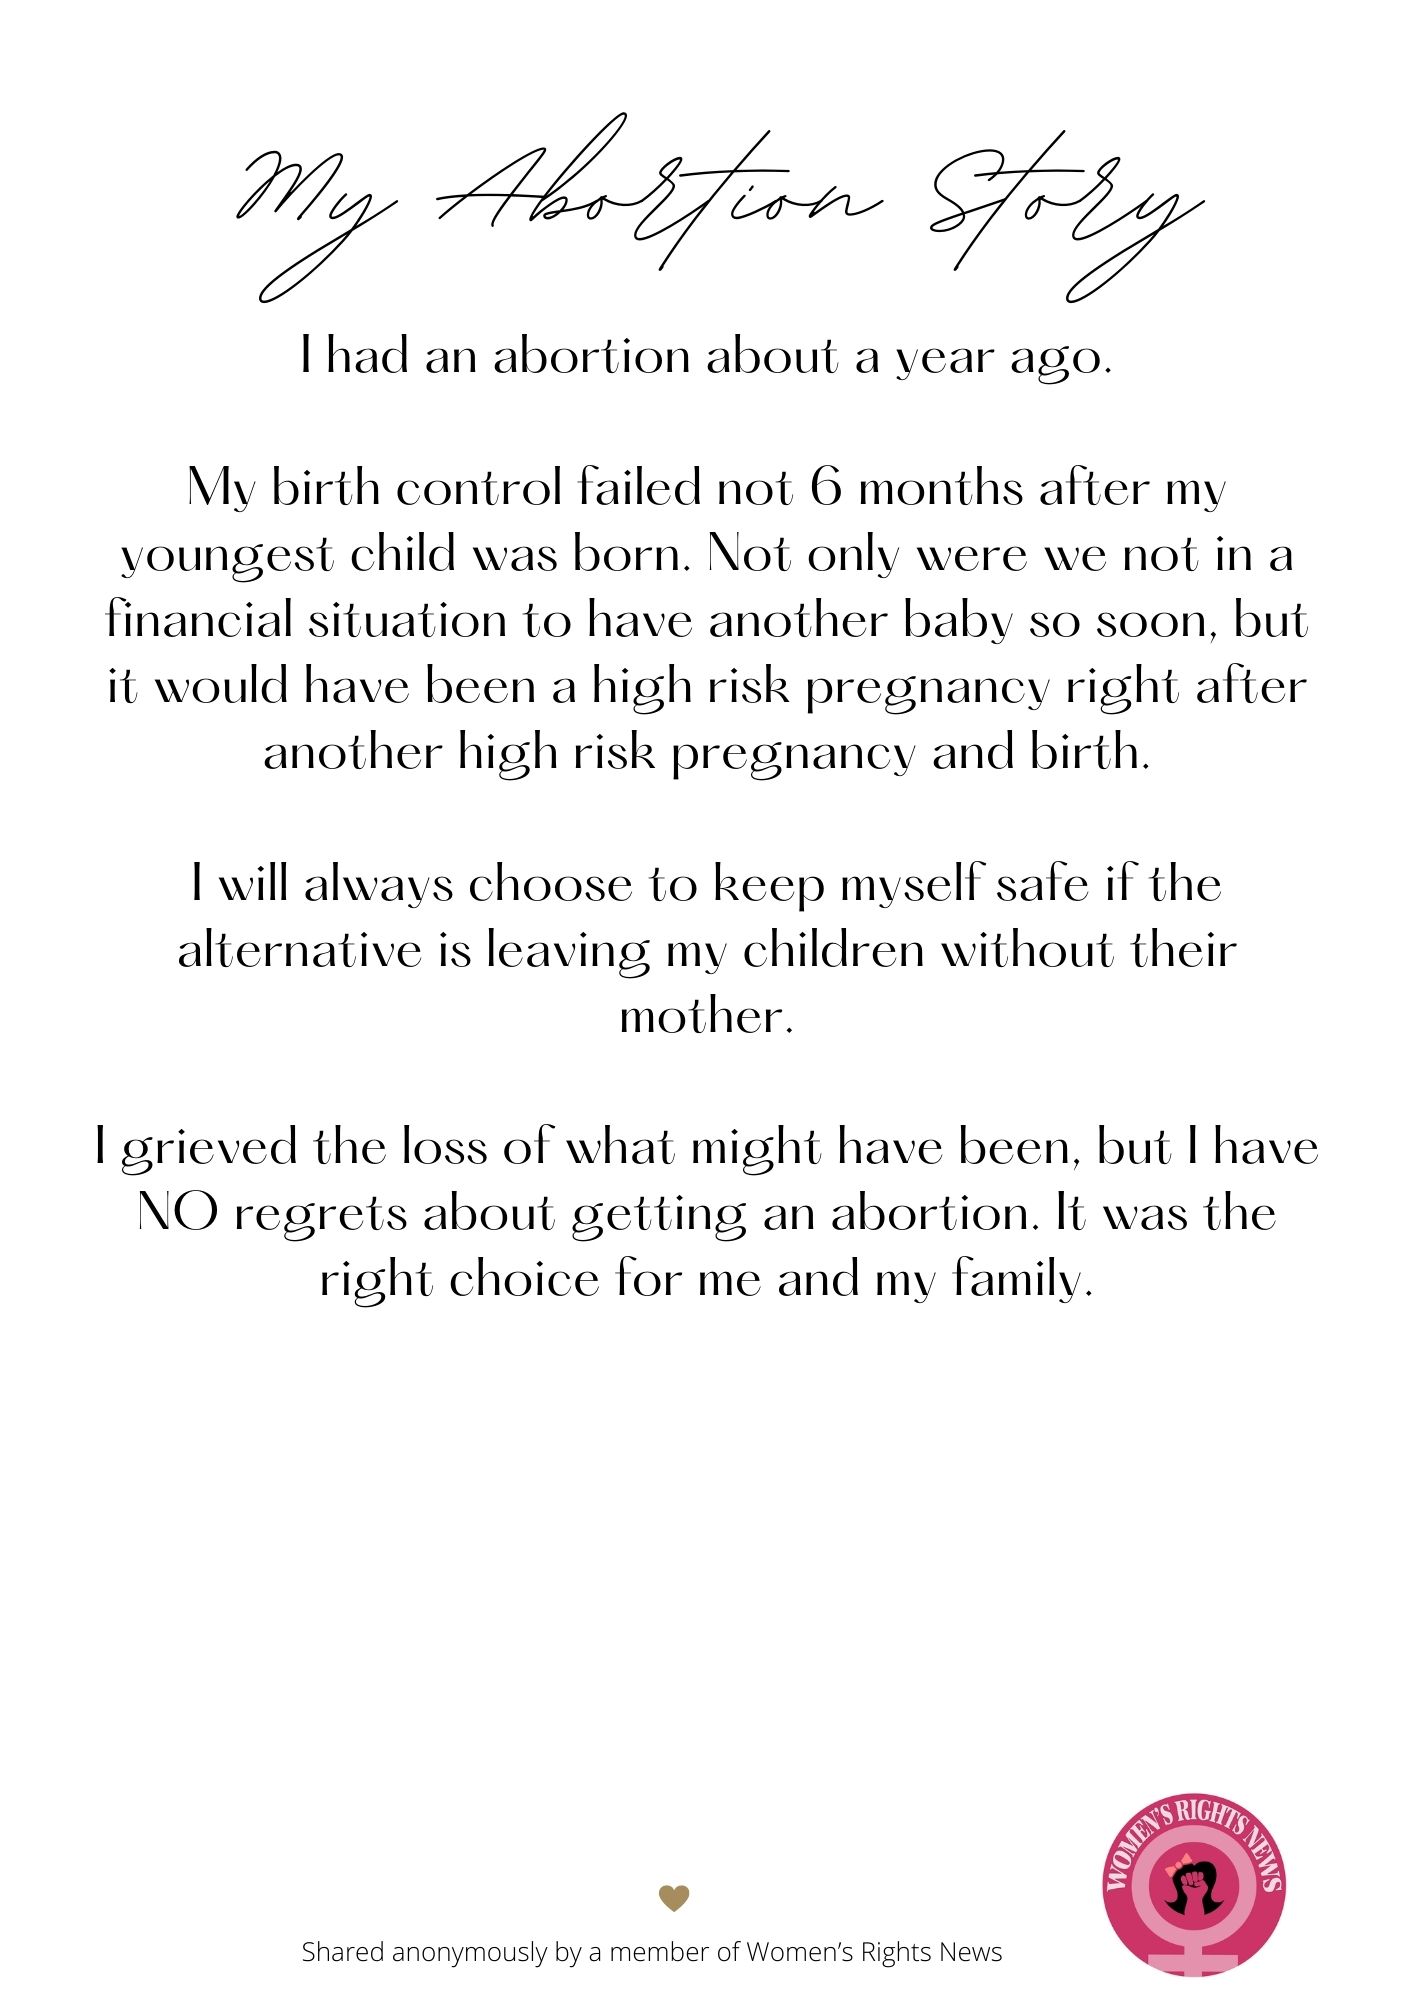 My Abortion Story
I had an abortion about a year ago.
My birth control failed not 6 months after my
youngest child was born. Not only were we not in a
financial situation to have another baby so soon, but
it would have been a high risk pregnancy right after
another high risk pregnancy and birth.
I will always choose to keep myself safe if the
alternative is leaving my children without their
mother.
I grieved the loss of what might have been, but I have
NO regrets about getting an abortion. It was the
right choice for me and my family.
WOMEN'S RIGHTS NEWS
Shared anonymously by a member of Women’s Rights News